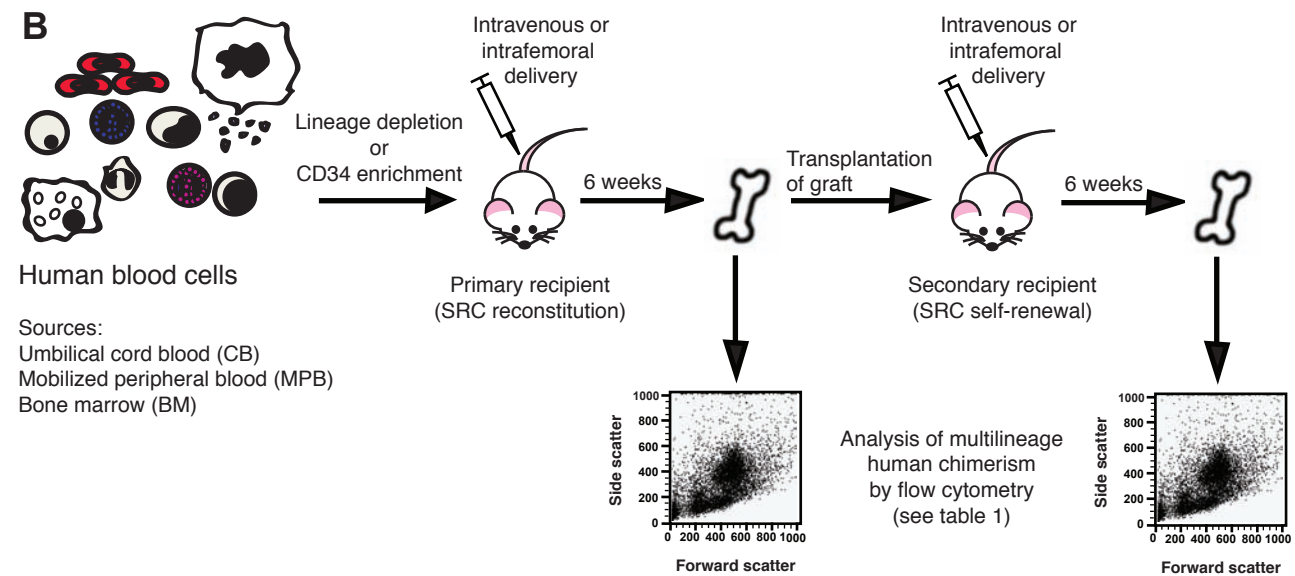 B
Human blood cells
Sources:
Umbilical cord blood (CB)
Mobilized peripheral blood (MPB)
Bone marrow (BM)
Lineage depletion
or
CD34 enrichment
Intravenous or
intrafemoral
delivery
Primary recipient
(SRC reconstitution)
6 weeks
Transplantation
of graft
Intravenous or
intrafemoral
delivery
Secondary recipient
(SRC self-renewal)
6 weeks
Side scatter
1000
800
600
400
200
0
0 200 400 600 800 1000
Forward scatter
Analysis of multilineage
human chimerism
by flow cytometry
(see table 1)
Side scatter
1000
800
600
400
200
0
0 200 400 600 800 1000
Forward scatter